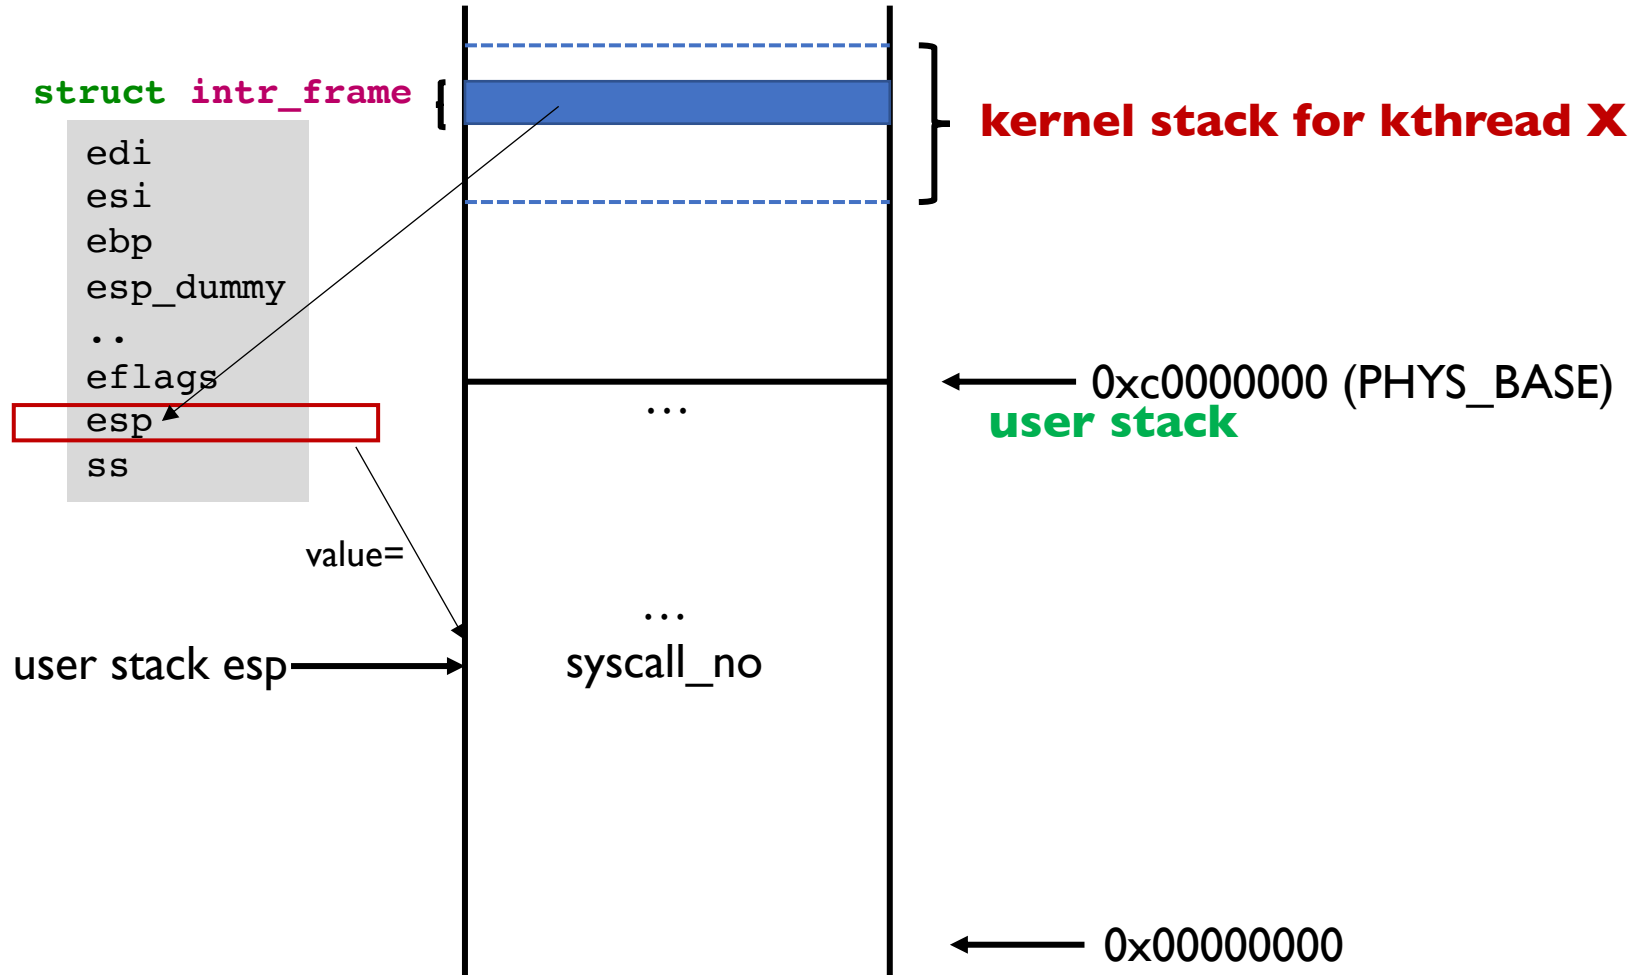 struct intr_frame
edi
esi
ebp
esp_dummy
..
eflags
esp
ss
value=
user stack esp
kernel stack for kthread X
0xc0000000 (PHYS_BASE)
user stack
...
...
syscall_no
0x00000000